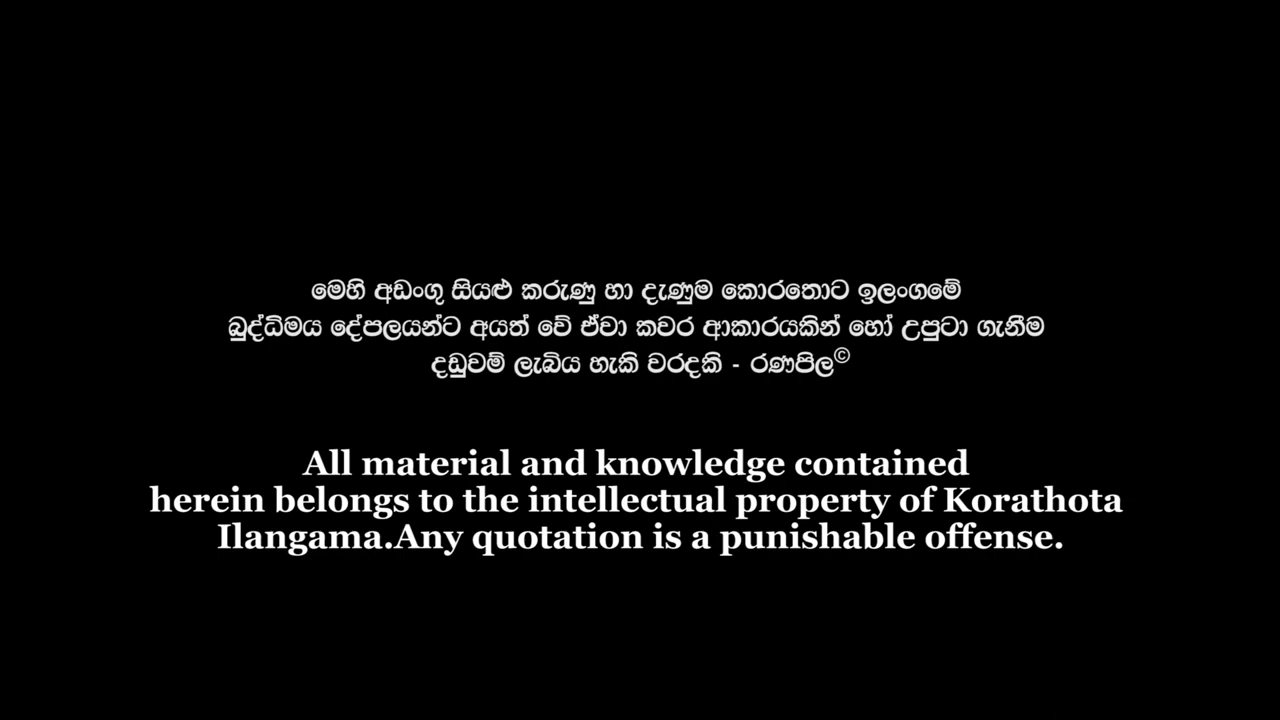 මෙහි අඩංගු සියළු කරුණු හා දැණුම කොරතොට ඉලංගමේ
බුද්ධිමය දේපලයන්ට අයත් වේ ඒවා කවර ආකාරයකින් හෝ උපුටා ගැනීම
දඩුවම් ලැබිය හැකි වරදකි - රණපිල©
All material and knowledge contained
herein belongs to the intellectual property of Korathota
Ilangama.Any quotation is a punishable offense.